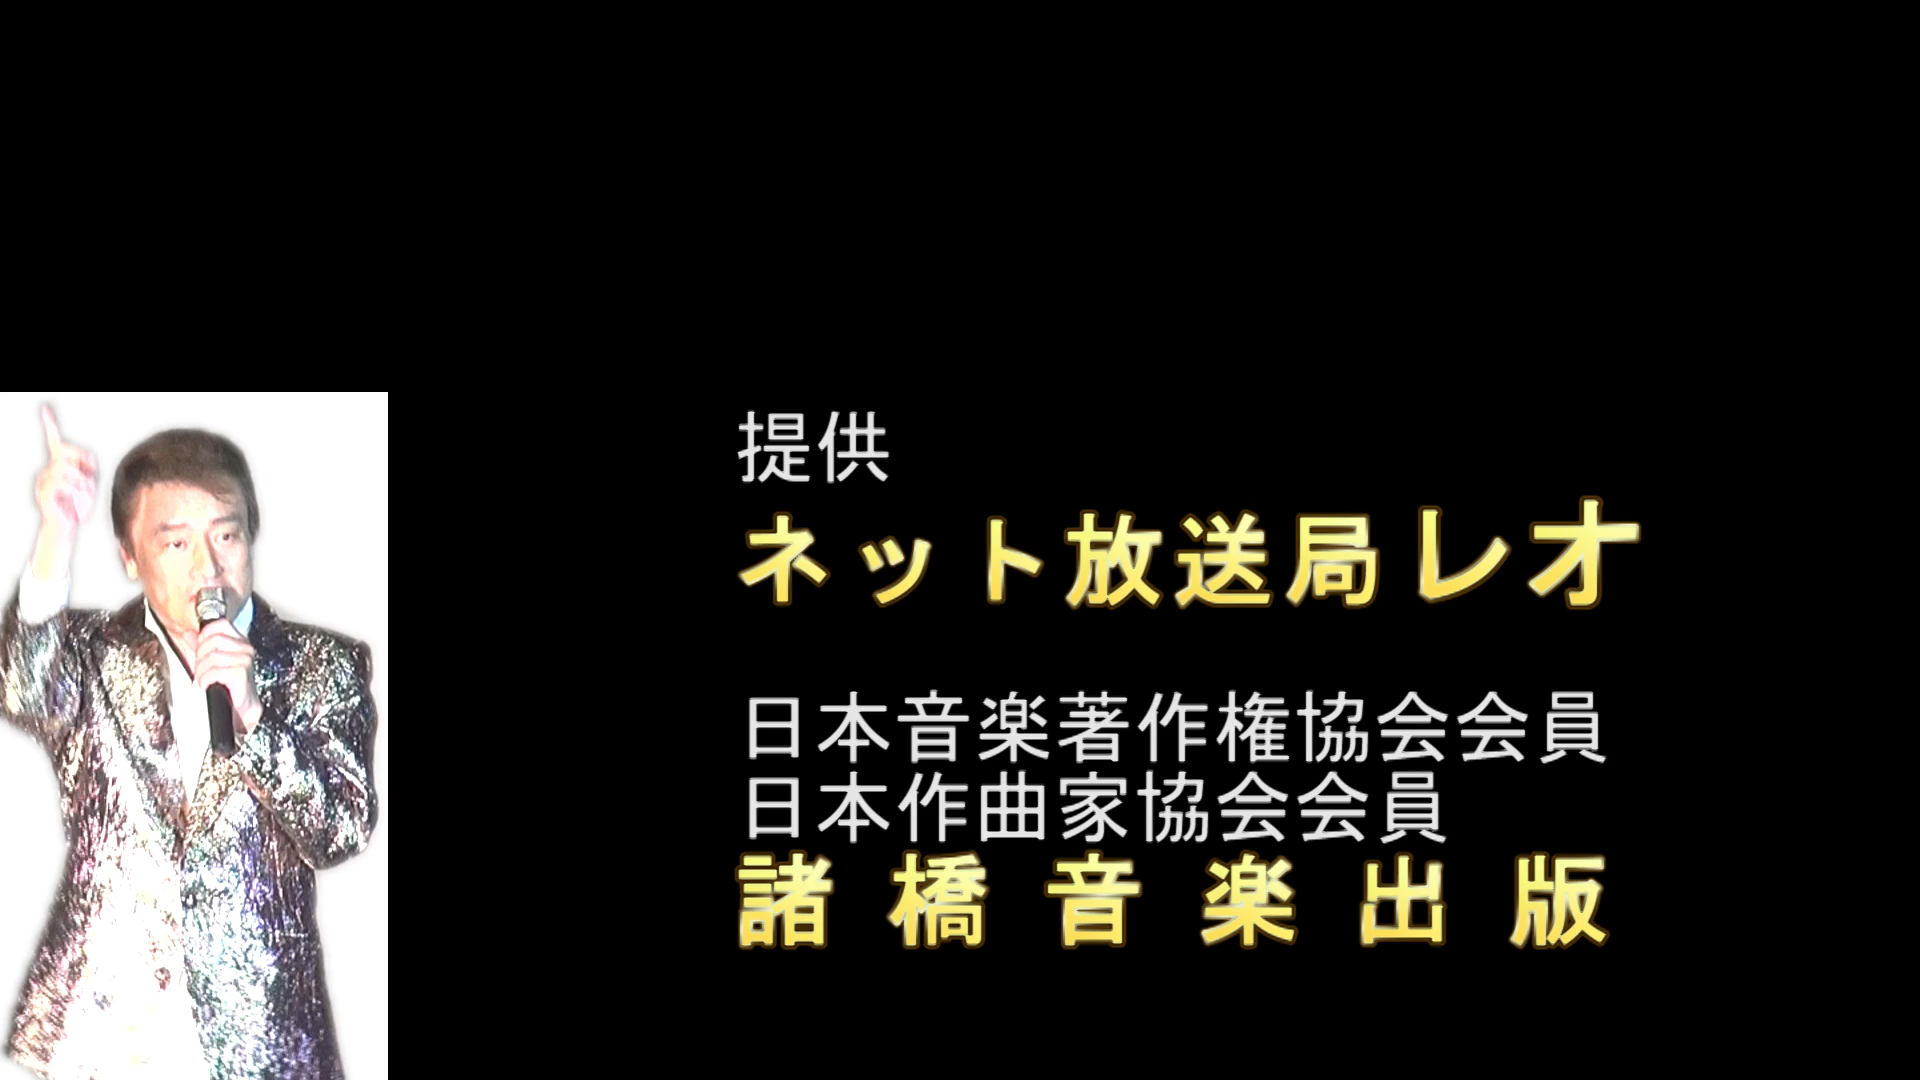 提供
ネット放送局レオ
日本音楽著作権協会会員
日本作曲家協会会員
諸橋音楽出版